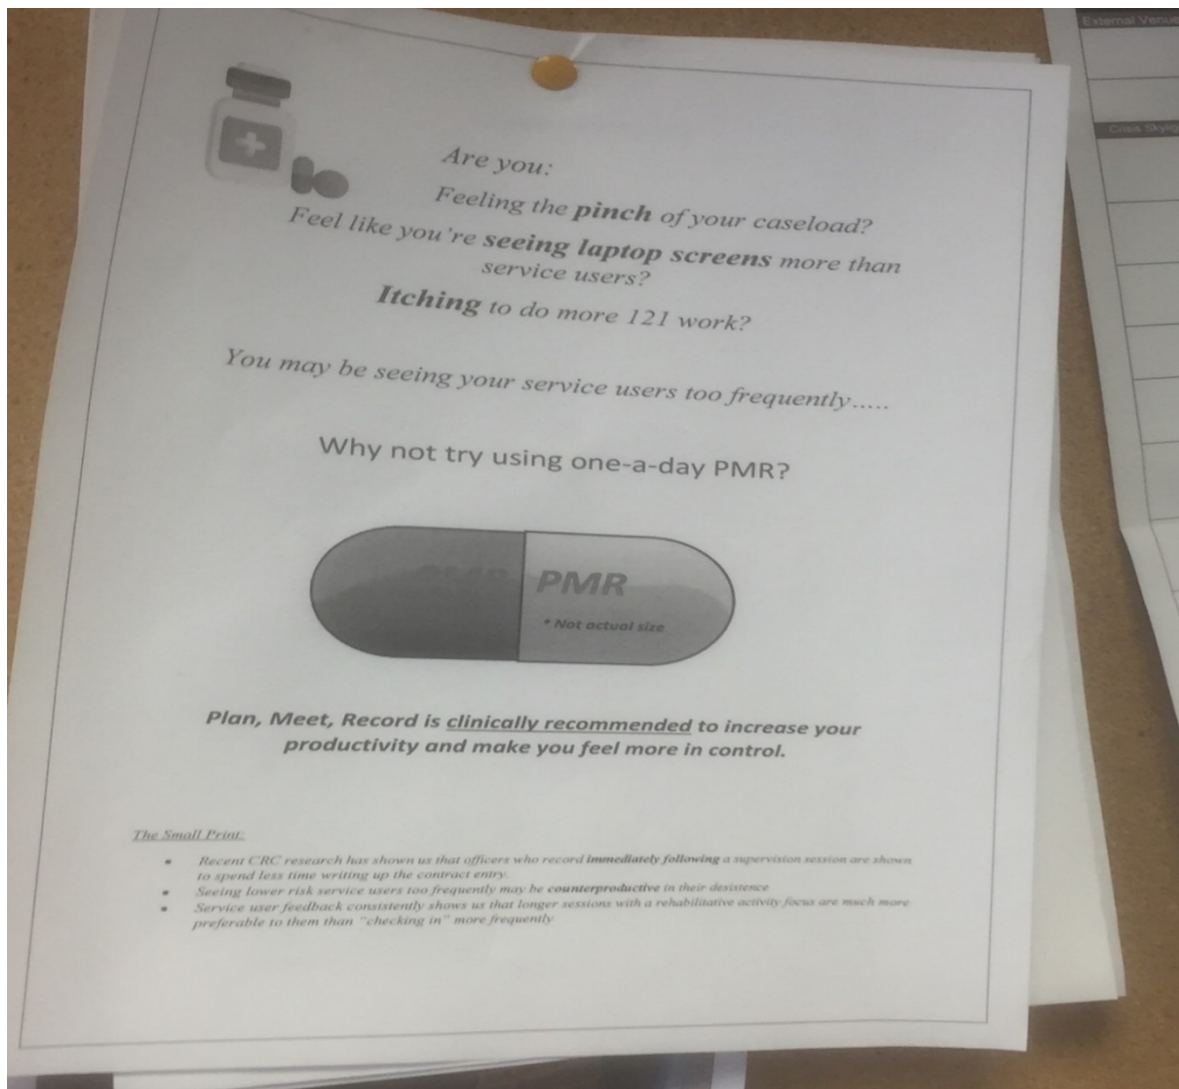 Are you:
Feeling the pinch of your caseload?
Feel like you're seeing laptop screens more than
service users?
Itching to do more 121 work?
You may be seeing your service users too frequently.....
Why not try using one-a-day PMR?
PMR
* Not actual size
Plan, Meet, Record is clinically recommended to increase your
productivity and make you feel more in control.
The Small Print:
Recent CRC research has shown us that officers who record immediately following a supervision session are shown
to spend less time writing up the contract entry.
Seeing lower risk service users too frequently may be counterproductive in their desistence
Service user feedback consistently shows us that longer sessions with a rehabilitative activity focus are much more
preferable to them than "checking in" more frequently
External Venue
Crisis Skylig